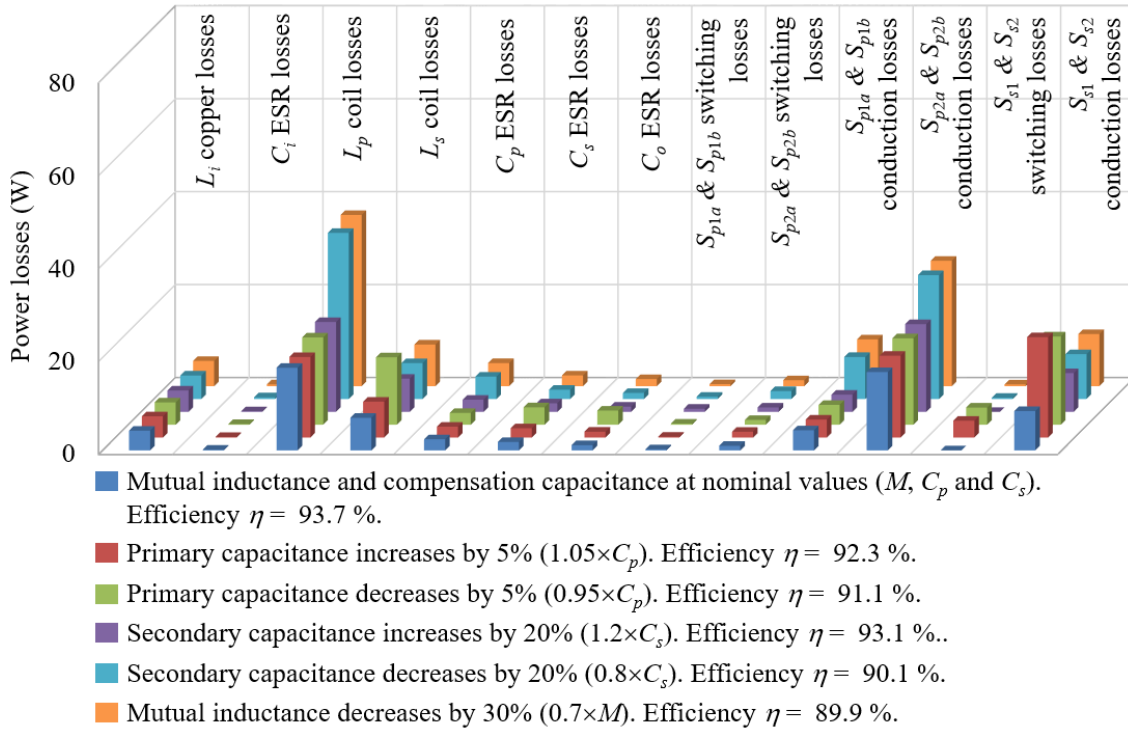 80
60
40
20
0
Power losses (W)
L_i copper losses
C_i ESR losses
L_p coil losses
L_s coil losses
C_p ESR losses
C_s ESR losses
C_o ESR losses
S_p1a & S_p1b switching
losses
S_p2a & S_p2b switching
losses
S_p1a & S_p1b
conduction losses
S_p2a & S_p2b
conduction losses
S_s1 & S_s2
switching losses
S_s1 & S_s2
conduction losses
Mutual inductance and compensation capacitance at nominal values (M, C_p and C_s).
Efficiency η = 93.7 %.
Primary capacitance increases by 5% (1.05×C_p). Efficiency η = 92.3 %.
Primary capacitance decreases by 5% (0.95×C_p). Efficiency η = 91.1 %.
Secondary capacitance increases by 20% (1.2×C_s). Efficiency η = 93.1 %..
Secondary capacitance decreases by 20% (0.8×C_s). Efficiency η = 90.1 %.
Mutual inductance decreases by 30% (0.7×M). Efficiency η = 89.9 %.